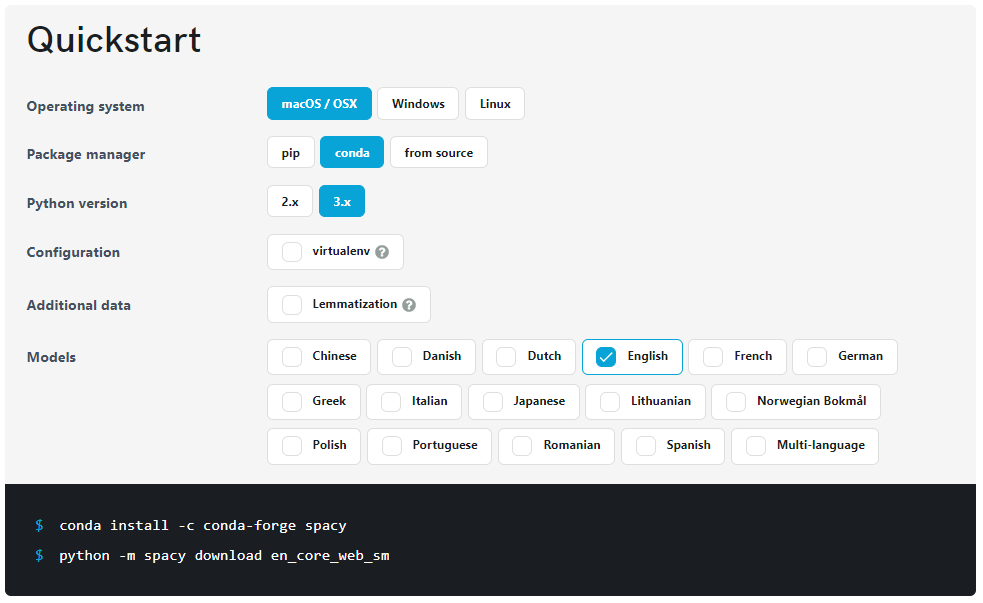 Quickstart
Operating system macOS / OSX Windows Linux
Package manager pip conda from source
Python version 2.x 3.x
Configuration virtualenv ?
Additional data Lemmatization ?
Models Chinese Danish Dutch English French German
Greek Italian Japanese Lithuanian Norwegian Bokmål
Polish Portuguese Romanian Spanish Multi-language
$ conda install -c conda-forge spacy
$ python -m spacy download en_core_web_sm